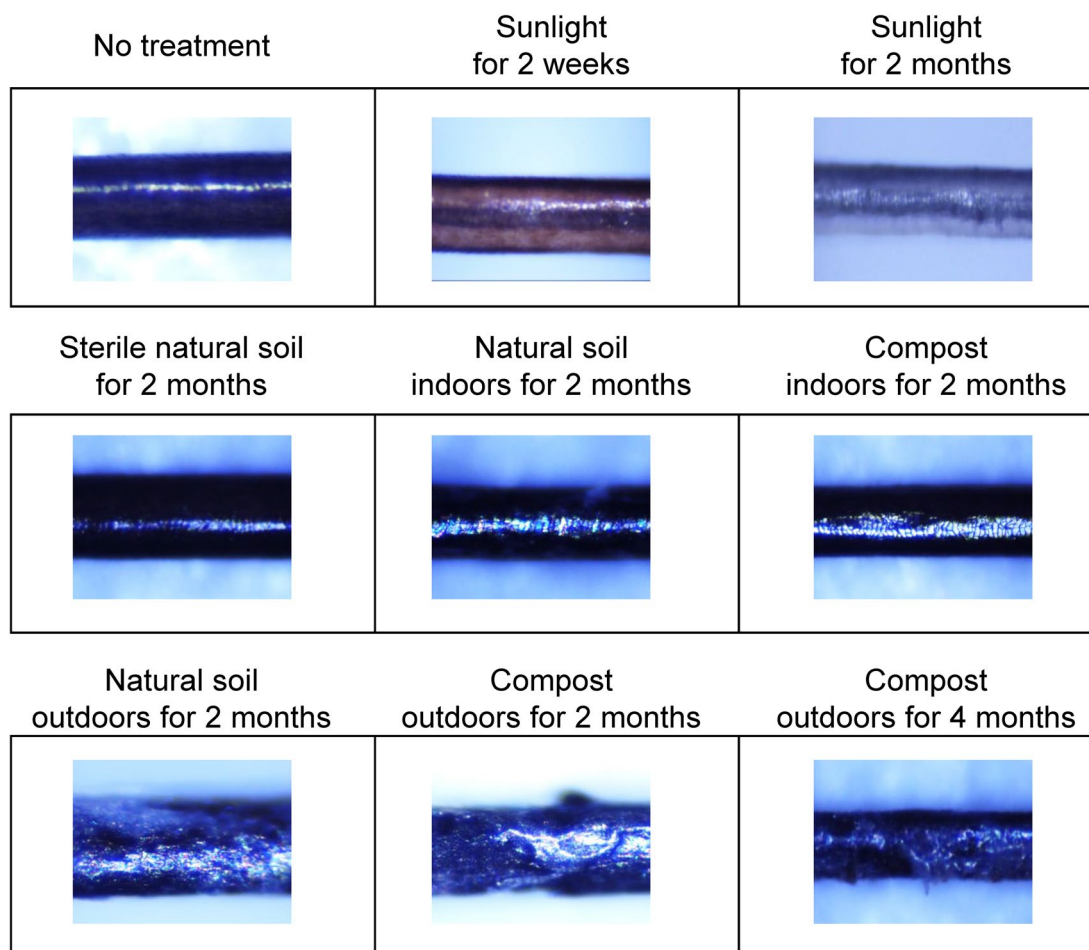 No treatment
Sunlight
for 2 weeks
Sunlight
for 2 months
Sterile natural soil
for 2 months
Natural soil
indoors for 2 months
Compost
indoors for 2 months
Natural soil
outdoors for 2 months
Compost
outdoors for 2 months
Compost
outdoors for 4 months